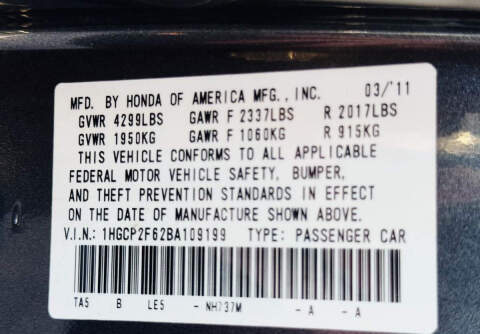 MFD. BY HONDA OF AMERICA MFG., INC. 03/'11
GVWR 4299LBS GAWR F 2337LBS R 2017LBS
GVWR 1950KG GAWR F 1060KG R 915KG
THIS VEHICLE CONFORMS TO ALL APPLICABLE
FEDERAL MOTOR VEHICLE SAFETY, BUMPER,
AND THEFT PREVENTION STANDARDS IN EFFECT
ON THE DATE OF MANUFACTURE SHOWN ABOVE.
V.I.N.: 1HGCP2F62BA109199 TYPE: PASSENGER CAR
TA5 B LE5 - NH737M - A - A